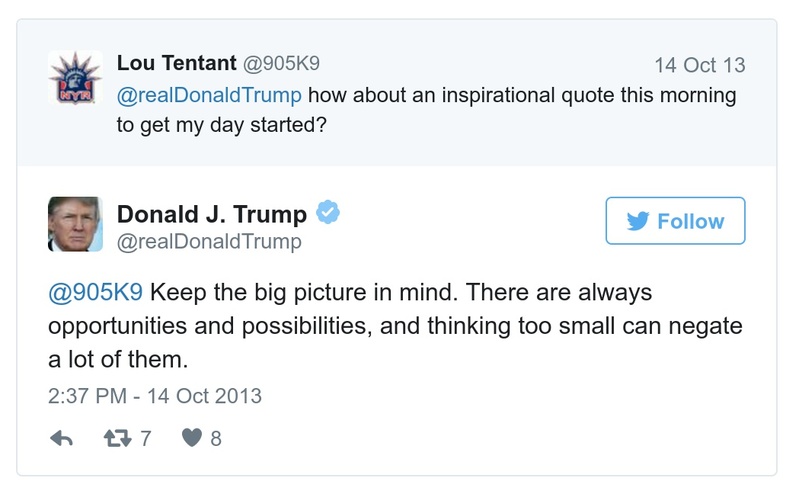 Lou Tentant @905K9 14 Oct 13
@realDonaldTrump how about an inspirational quote this morning
to get my day started?
NYR
Donald J. Trump
Follow
@realDonaldTrump
@905K9 Keep the big picture in mind. There are always
opportunities and possibilities, and thinking too small can negate
a lot of them.
2:37 PM - 14 Oct 2013
7 8